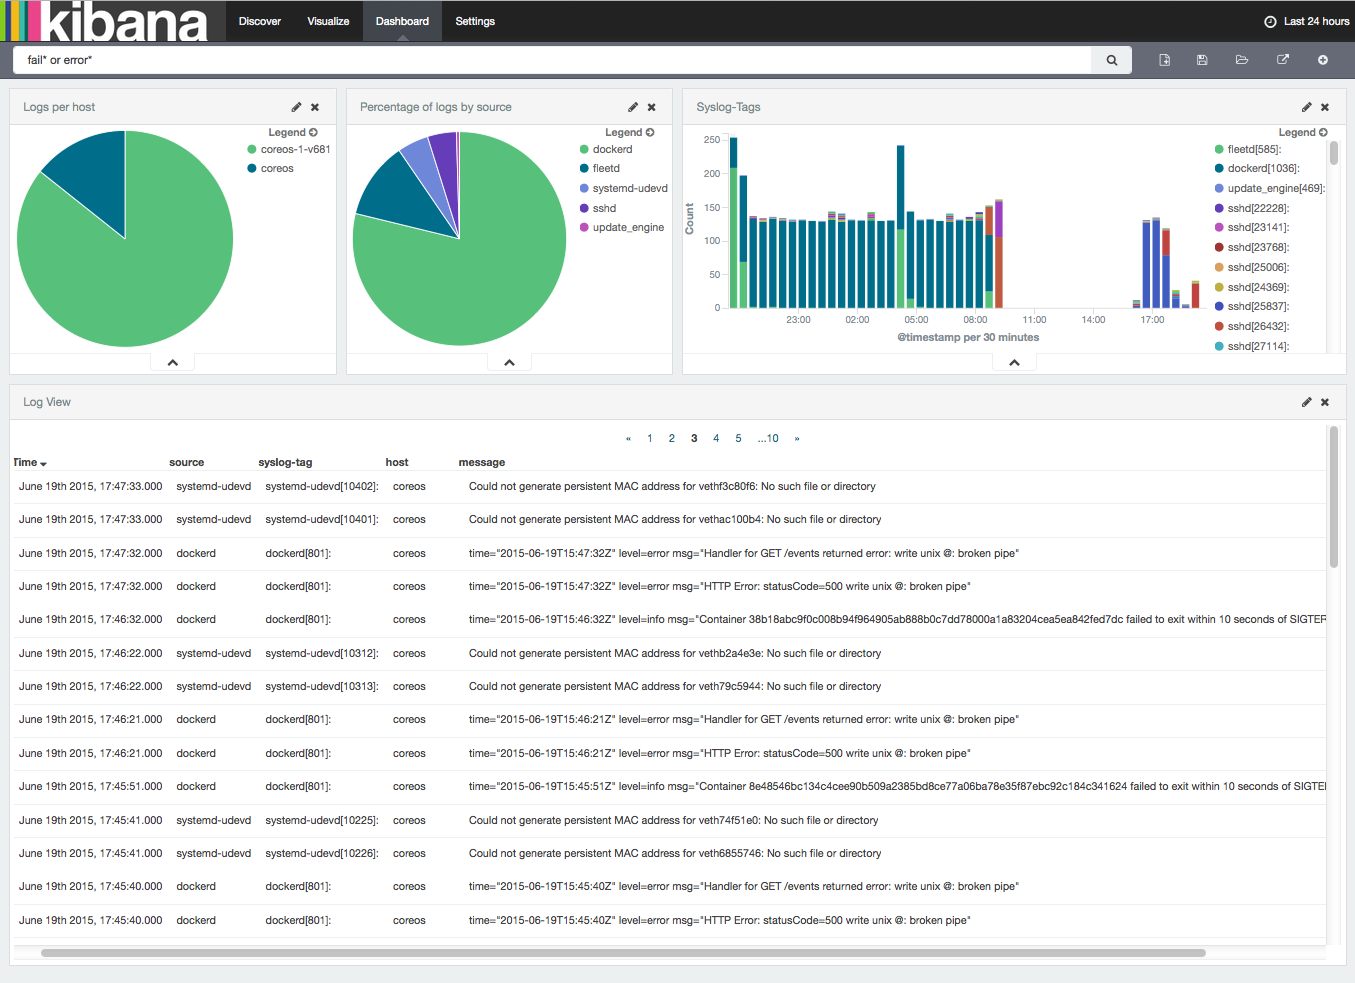 kibana Discover Visualize Dashboard Settings Last 24 hours
fail* or error*
Logs per host
Legend
coreos-1-v681
coreos
Percentage of logs by source
Legend
dockerd
fleetd
systemd-udevd
sshd
update_engine
Syslog-Tags
Legend
250
200
150
100
50
0
Count
23:00 02:00 05:00 08:00 11:00 14:00 17:00
@timestamp per 30 minutes
fleetd[585]:
dockerd[1036]:
update_engine[469]:
sshd[22228]:
sshd[23141]:
sshd[23768]:
sshd[25006]:
sshd[24369]:
sshd[25837]:
sshd[26432]:
sshd[27114]:
Log View
« 1 2 3 4 5 ...10 »
Time source syslog-tag host message
June 19th 2015, 17:47:33.000 systemd-udevd systemd-udevd[10402]: coreos Could not generate persistent MAC address for vethf3c80f6: No such file or directory
June 19th 2015, 17:47:33.000 systemd-udevd systemd-udevd[10401]: coreos Could not generate persistent MAC address for vethac100b4: No such file or directory
June 19th 2015, 17:47:32.000 dockerd dockerd[801]: coreos time="2015-06-19T15:47:32Z" level=error msg="Handler for GET /events returned error: write unix @: broken pipe"
June 19th 2015, 17:47:32.000 dockerd dockerd[801]: coreos time="2015-06-19T15:47:32Z" level=error msg="HTTP Error: statusCode=500 write unix @: broken pipe"
June 19th 2015, 17:46:32.000 dockerd dockerd[801]: coreos time="2015-06-19T15:46:32Z" level=info msg="Container 38b18abc9f0c008b94f964905ab888b0c7dd78000a1a83204cea5ea842fed7dc failed to exit within 10 seconds of SIGTER
June 19th 2015, 17:46:22.000 systemd-udevd systemd-udevd[10312]: coreos Could not generate persistent MAC address for vethb2a4e3e: No such file or directory
June 19th 2015, 17:46:22.000 systemd-udevd systemd-udevd[10313]: coreos Could not generate persistent MAC address for veth79c5944: No such file or directory
June 19th 2015, 17:46:21.000 dockerd dockerd[801]: coreos time="2015-06-19T15:46:21Z" level=error msg="Handler for GET /events returned error: write unix @: broken pipe"
June 19th 2015, 17:46:21.000 dockerd dockerd[801]: coreos time="2015-06-19T15:46:21Z" level=error msg="HTTP Error: statusCode=500 write unix @: broken pipe"
June 19th 2015, 17:45:51.000 dockerd dockerd[801]: coreos time="2015-06-19T15:45:51Z" level=info msg="Container 8e48546bc134c4cee90b509a2385bd8ce77a06ba78e35f87ebc92c184c341624 failed to exit within 10 seconds of SIGTEI
June 19th 2015, 17:45:41.000 systemd-udevd systemd-udevd[10225]: coreos Could not generate persistent MAC address for veth74f51e0: No such file or directory
June 19th 2015, 17:45:41.000 systemd-udevd systemd-udevd[10226]: coreos Could not generate persistent MAC address for veth6855746: No such file or directory
June 19th 2015, 17:45:40.000 dockerd dockerd[801]: coreos time="2015-06-19T15:45:40Z" level=error msg="Handler for GET /events returned error: write unix @: broken pipe"
June 19th 2015, 17:45:40.000 dockerd dockerd[801]: coreos time="2015-06-19T15:45:40Z" level=error msg="HTTP Error: statusCode=500 write unix @: broken pipe"